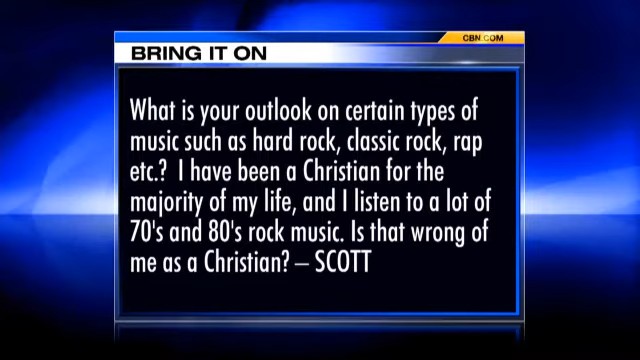 CBN.COM
BRING IT ON
What is your outlook on certain types of
music such as hard rock, classic rock, rap
etc.?  I have been a Christian for the
majority of my life, and I listen to a lot of
70's and 80's rock music. Is that wrong of
me as a Christian? – SCOTT